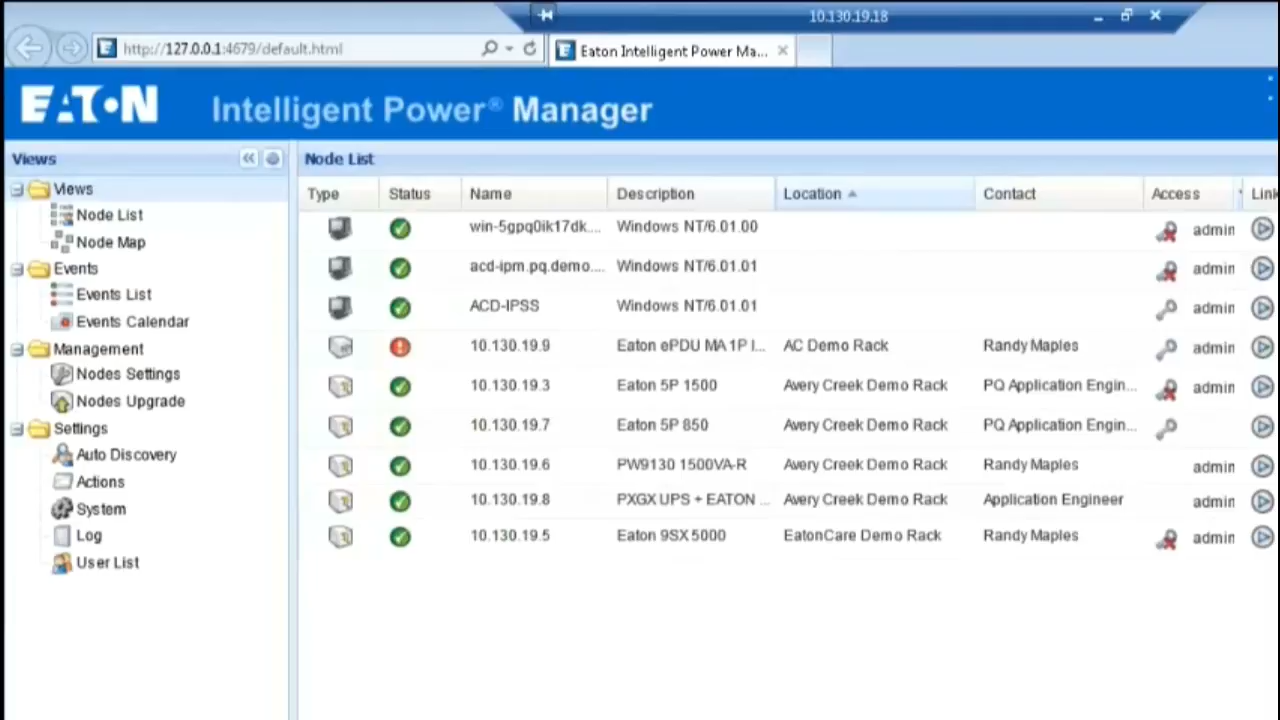 10.130.19.18
http://127.0.0.1:4679/default.html
Eaton Intelligent Power Ma...
EATON Intelligent Power® Manager
Views
Views
Node List
Node Map
Events
Events List
Events Calendar
Management
Nodes Settings
Nodes Upgrade
Settings
Auto Discovery
Actions
System
Log
User List
Node List
Type Status Name Description Location Contact Access Link
win-5gpq0ik17dk.... Windows NT/6.01.00 admin
acd-ipm.pq.demo.... Windows NT/6.01.01 admin
ACD-IPSS Windows NT/6.01.01 admin
10.130.19.9 Eaton ePDU MA 1P I... AC Demo Rack Randy Maples admin
10.130.19.3 Eaton 5P 1500 Avery Creek Demo Rack PQ Application Engin... admin
10.130.19.7 Eaton 5P 850 Avery Creek Demo Rack PQ Application Engin...
10.130.19.6 PW9130 1500VA-R Avery Creek Demo Rack Randy Maples admin
10.130.19.8 PXGX UPS + EATON ... Avery Creek Demo Rack Application Engineer admin
10.130.19.5 Eaton 9SX 5000 EatonCare Demo Rack Randy Maples admin